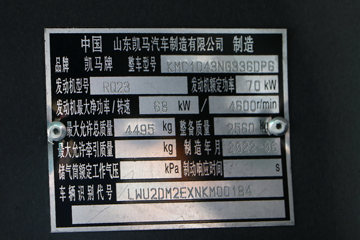 中国 山东凯马汽车制造有限公司 制造
品牌 凯马牌 整车型号 KMC1043NG336DP6
发动机型号 RQ23 发动机额定功率 70 kW
发动机最大净功率/转速 68 kW / 4600r/min
最大允许总质量 4495 kg 整备质量 2560 kg
最大允许牵引质量 kg 制造年月 2022.06
储气筒额定工作气压 kPa 制动响应时间 s
车辆识别代号 LWU2DM2EXNKM00184